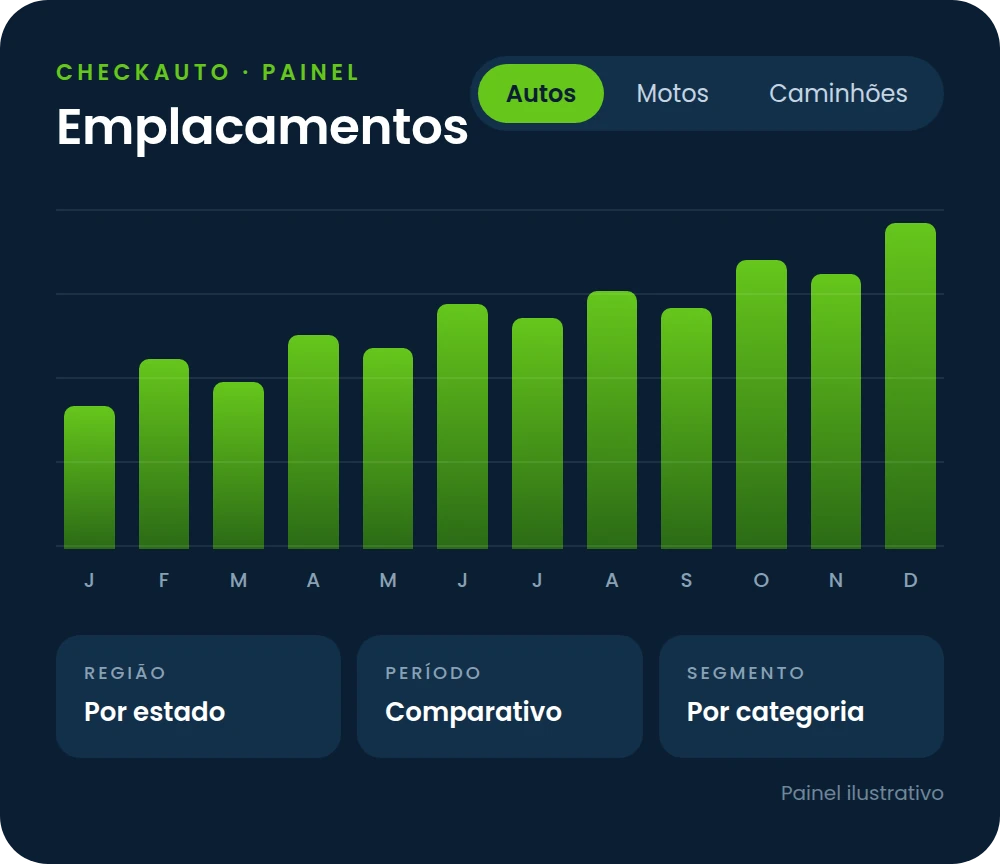 CHECKAUTO · PAINEL
Emplacamentos
Autos Motos Caminhões
J F M A M J J A S O N D
REGIÃO PERÍODO SEGMENTO
Por estado Comparativo Por categoria
Painel ilustrativo